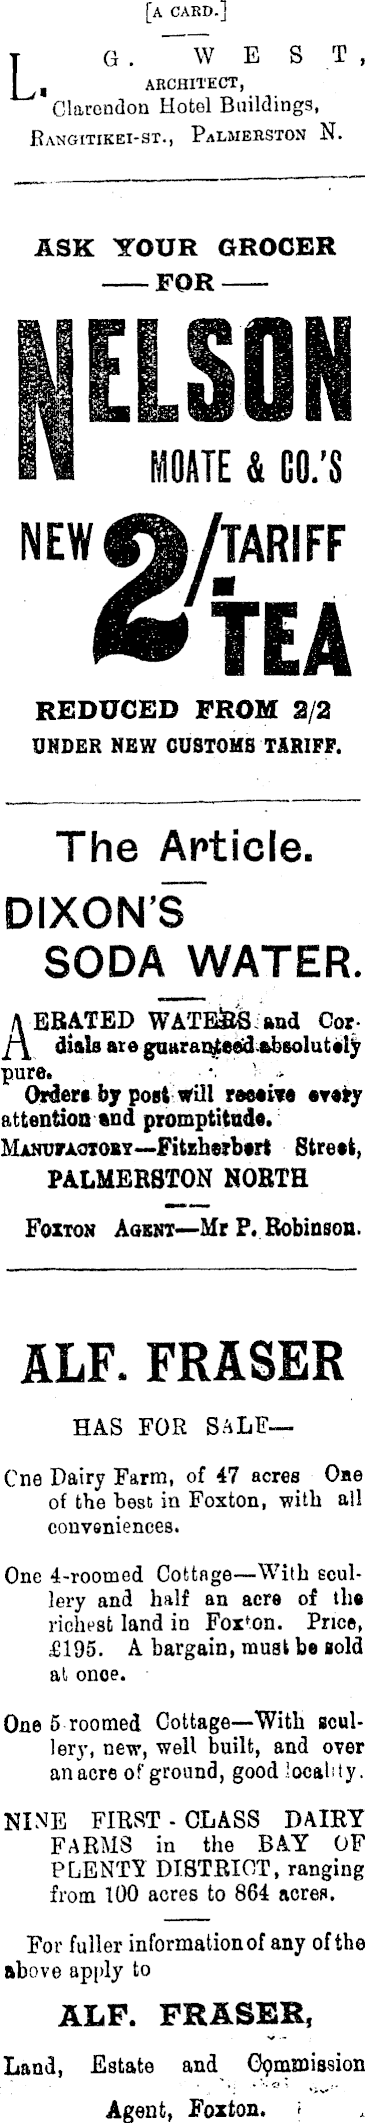 [A CARD.]
L. G. WEST,
ARCHITECT,
Clarendon Hotel Buildings,
RANGITIKEI-ST., PALMERSTON N.
ASK YOUR GROCER
— FOR —
NELSON
MOATE & CO.'S
NEW 2/- TARIFF
TEA
REDUCED FROM 2/2
UNDER NEW CUSTOMS TARIFF.
The Article.
DIXON'S
SODA WATER.
AERATED WATERS and Cor-
dials are guaranteed absolutely
pure.
Orders by post will receive every
attention and promptitude.
MANUFACTORY—Fitzherbert Street,
PALMERSTON NORTH
FOXTON AGENT—Mr P. Robinson.
ALF. FRASER
HAS FOR SALE—
Cne Dairy Farm, of 47 acres One
of the best in Foxton, with all
conveniences.
One 4-roomed Cottage—With scul-
lery and half an acre of the
richest land in Foxton. Price,
£195. A bargain, must be sold
at once.
One 5 roomed Cottage—With scul-
lery, new, well built, and over
an acre of ground, good locality.
NINE FIRST-CLASS DAIRY
FARMS in the BAY OF
PLENTY DISTRICT, ranging
from 100 acres to 864 acres.
For fuller information of any of the
above apply to
ALF. FRASER,
Land, Estate and Commission
Agent, Foxton.